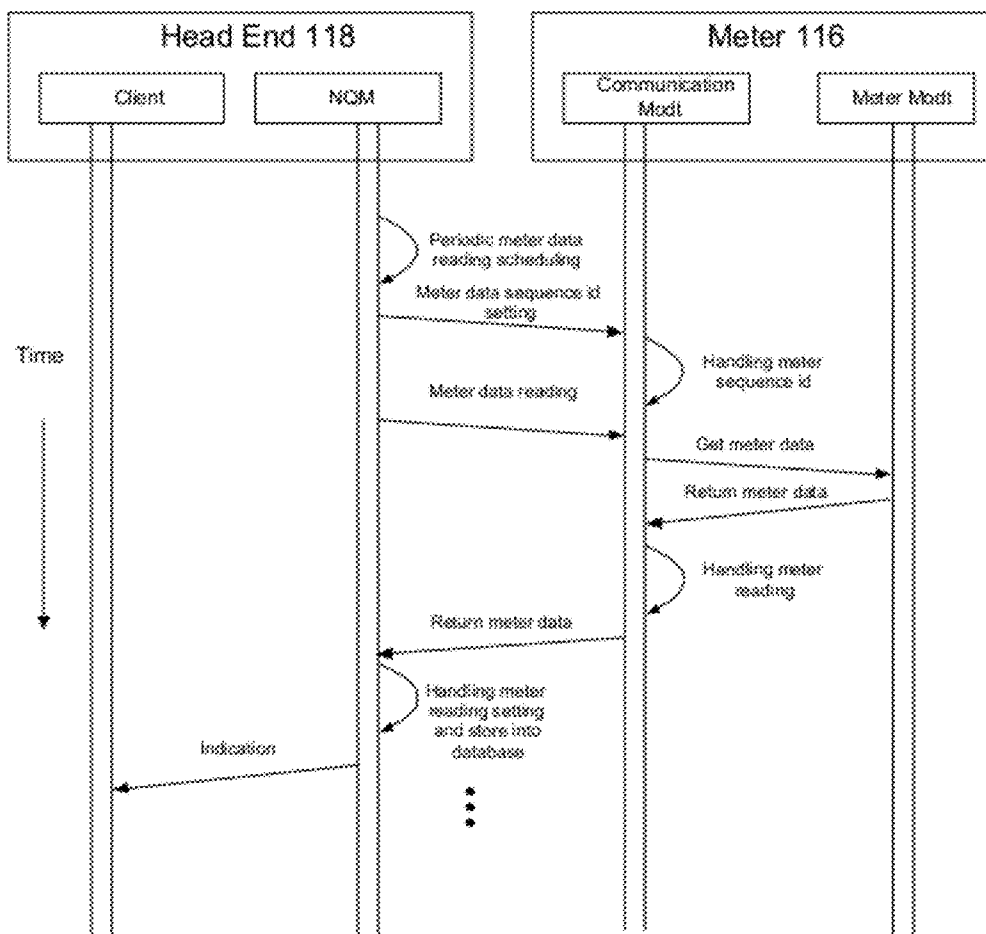 Head End 118
Meter 116
Client
NOM
Communication
Modt
Meter Modt
Periodic meter data
reading scheduling
Meter data sequence id
setting
Time
Handling meter
sequence id
Meter data reading
Get meter data
Return meter data
Handling meter
reading
Return meter data
Handling meter
reading setting
and store into
database
Indication